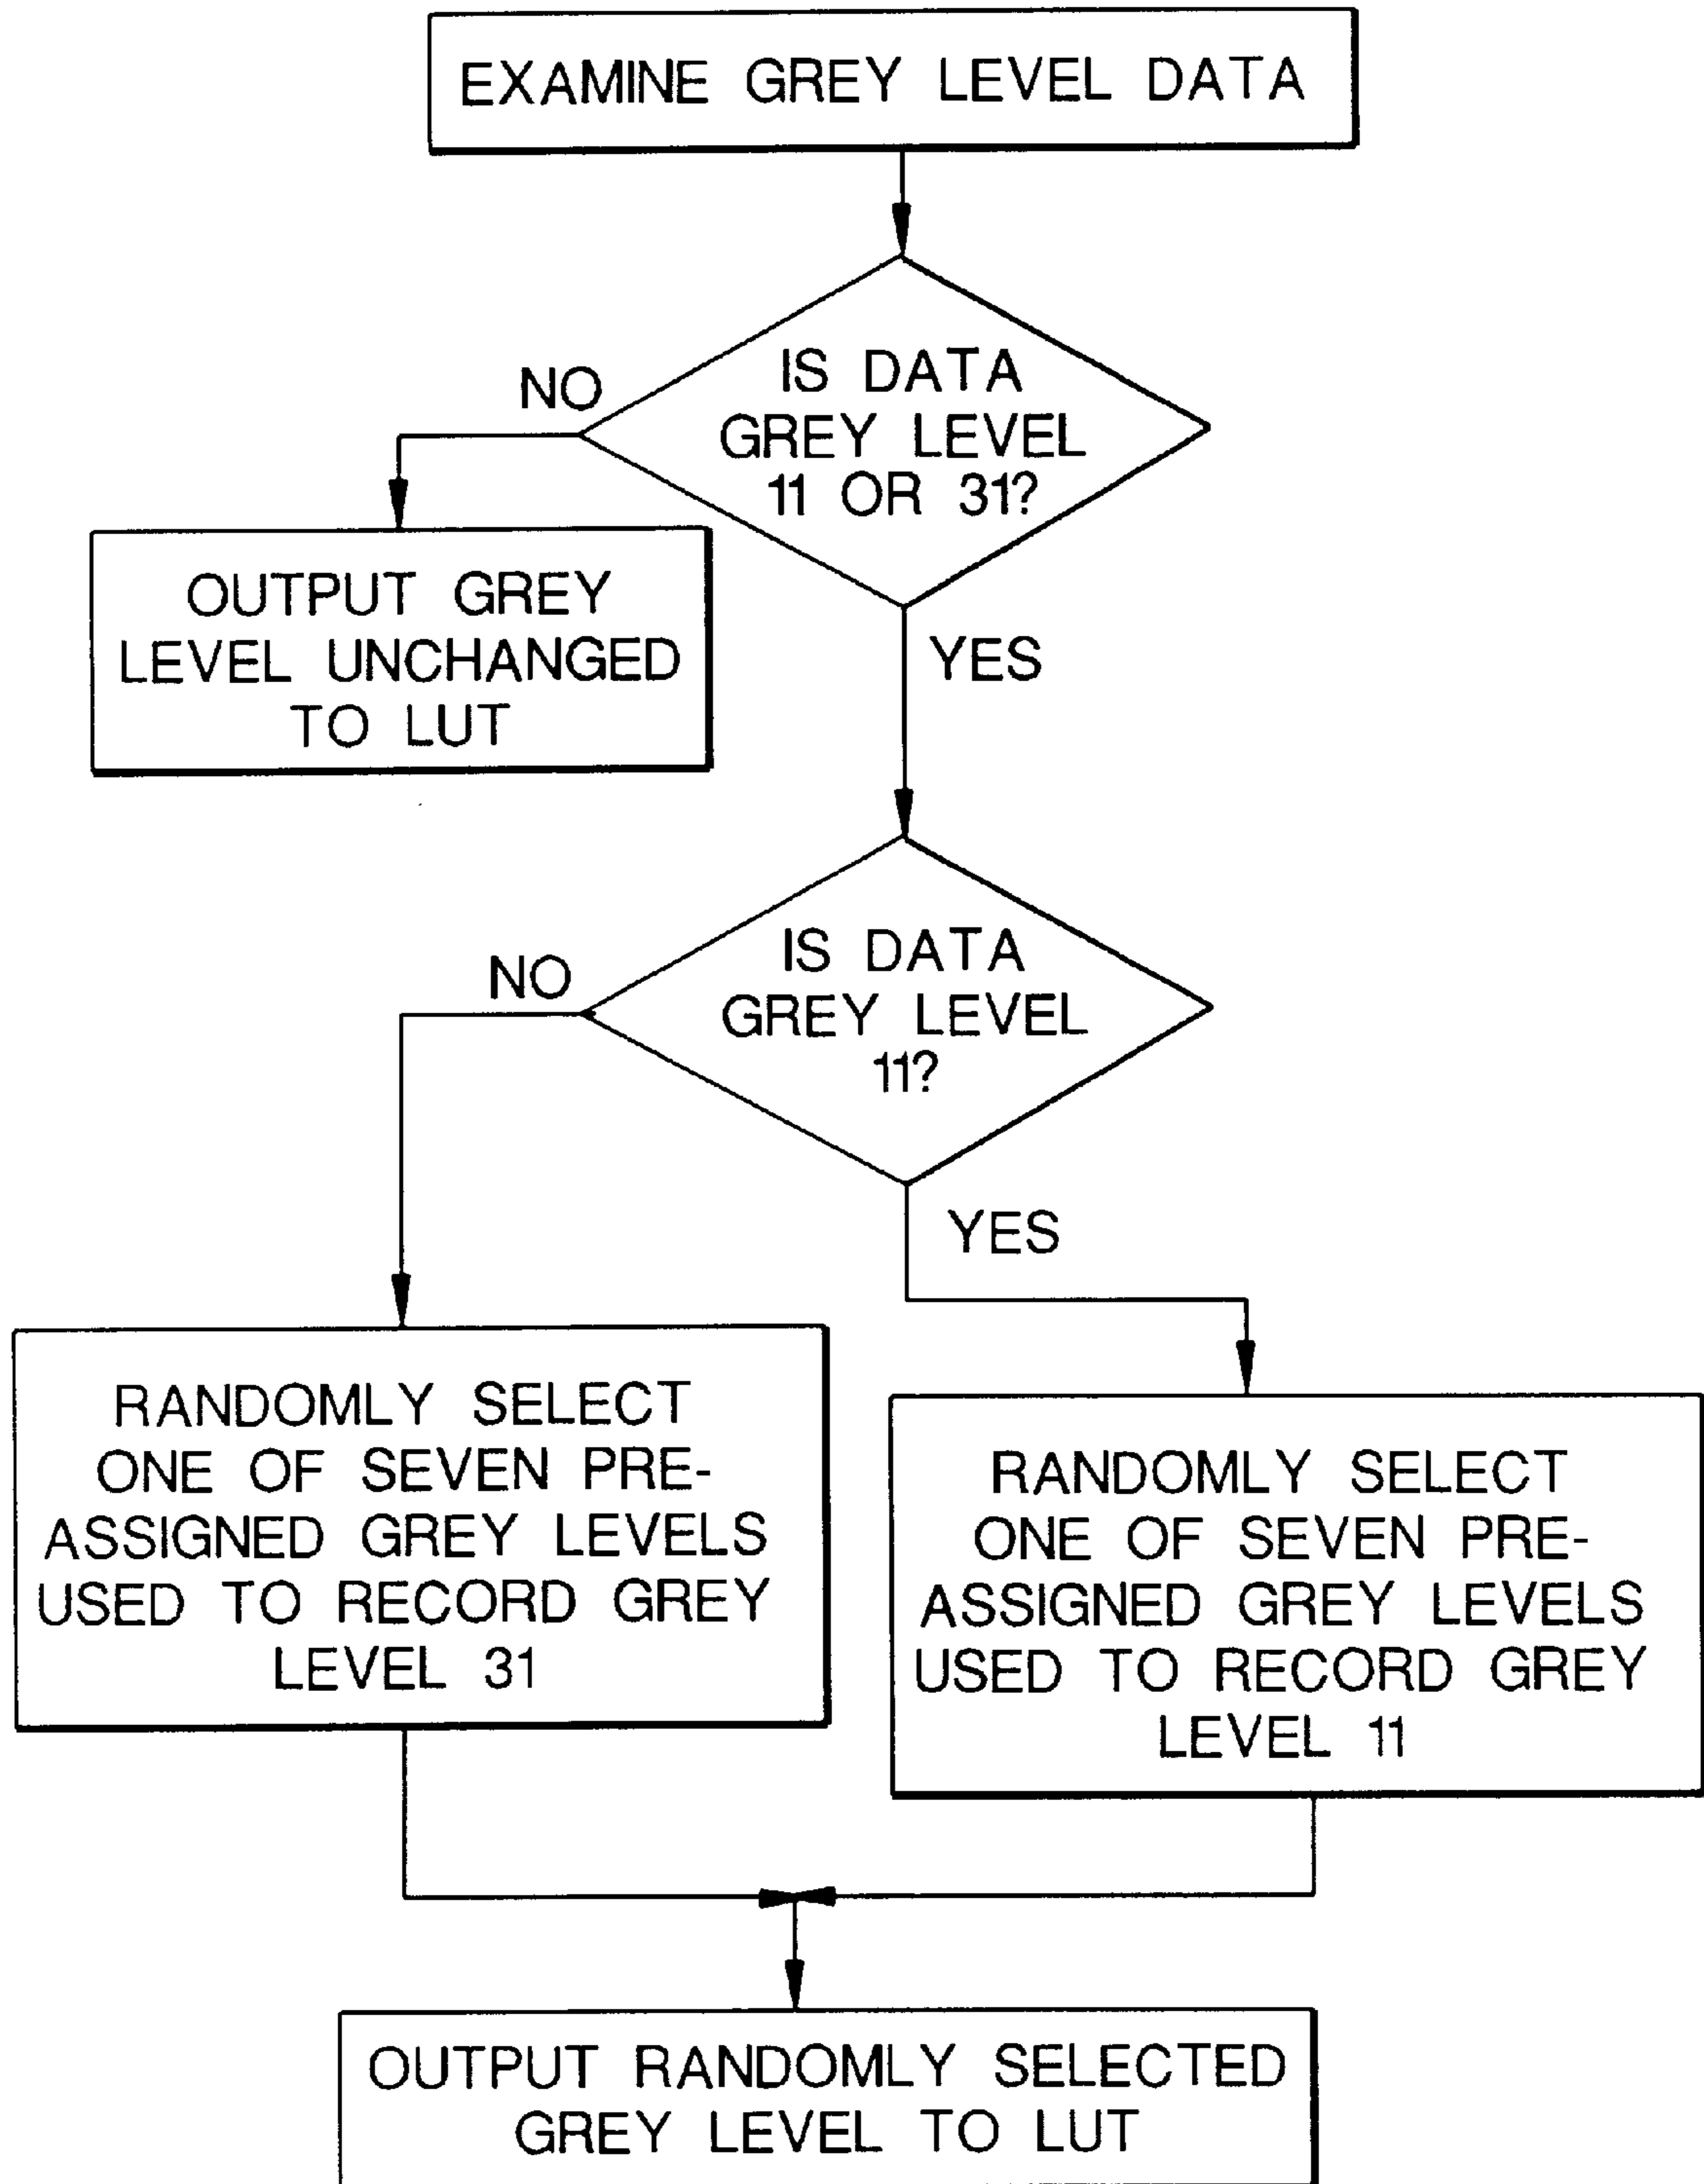 EXAMINE GREY LEVEL DATA
IS DATA
GREY LEVEL
11 OR 31?
NO
OUTPUT GREY
LEVEL UNCHANGED
TO LUT
YES
IS DATA
GREY LEVEL
11?
NO
YES
RANDOMLY SELECT
ONE OF SEVEN PRE-
ASSIGNED GREY LEVELS
USED TO RECORD GREY
LEVEL 31
RANDOMLY SELECT
ONE OF SEVEN PRE-
ASSIGNED GREY LEVELS
USED TO RECORD GREY
LEVEL 11
OUTPUT RANDOMLY SELECTED
GREY LEVEL TO LUT